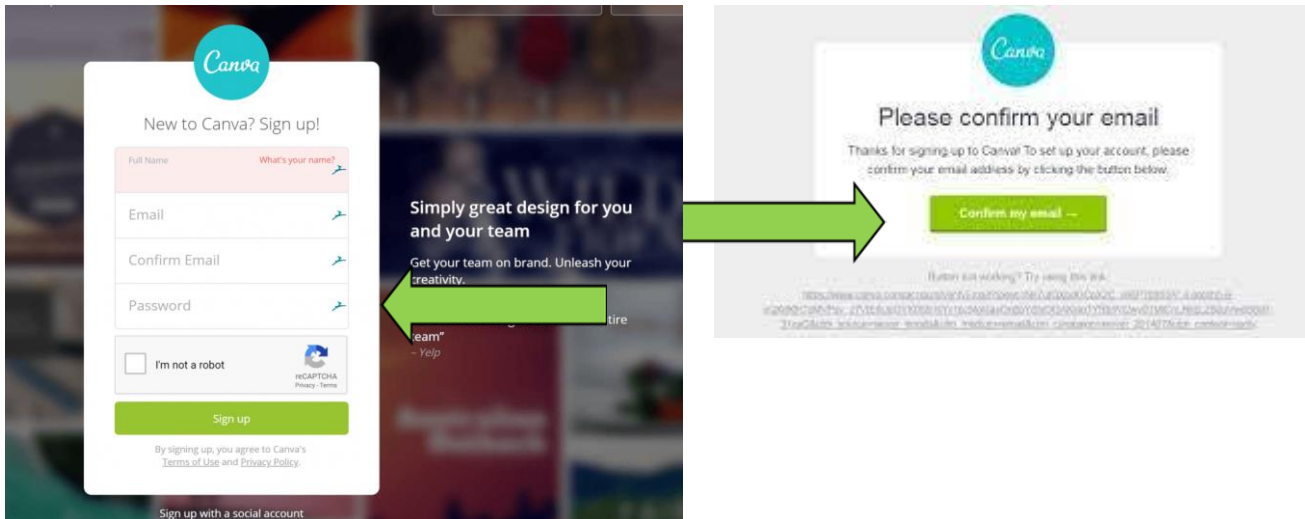 Canva
New to Canva? Sign up!
Full Name What's your name?
Email
Confirm Email
Password
I'm not a robot
reCAPTCHA
Privacy - Terms
Sign up
By signing up, you agree to Canva's
Terms of Use and Privacy Policy.
Sign up with a social account
Simply great design for you
and your team
Get your team on brand. Unleash your
creativity.
tire
team”
– Yelp
Canva
Please confirm your email
Thanks for signing up to Canva! To set up your account, please
confirm your email address by clicking the button below.
Confirm my email →
Button not working? Try using this link: